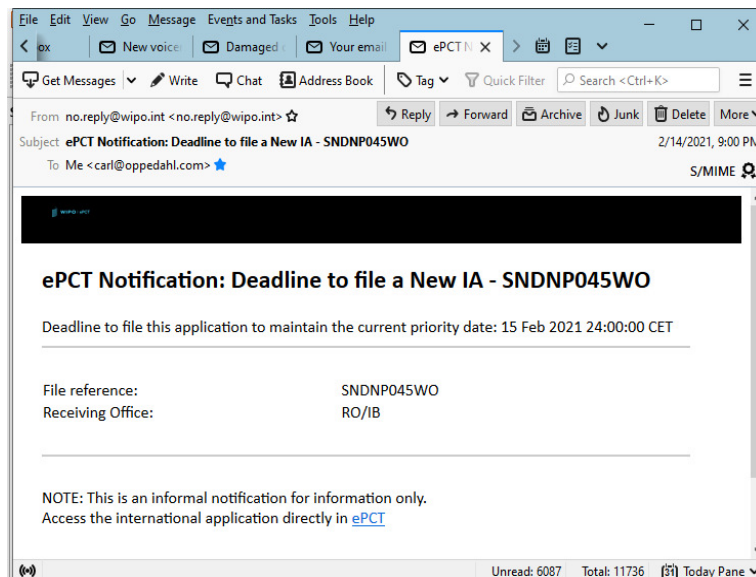 File Edit View Go Message Events and Tasks Tools Help
ox New voice Damaged Your emai ePCT N
Get Messages Write Chat Address Book Tag Quick Filter Search <Ctrl+K>
From no.reply@wipo.int <no.reply@wipo.int> Reply Forward Archive Junk Delete More
Subject ePCT Notification: Deadline to file a New IA - SNDNP045WO 2/14/2021, 9:00 PM
To Me <carl@oppedahl.com>
S/MIME
WIPO ePCT
ePCT Notification: Deadline to file a New IA - SNDNP045WO
Deadline to file this application to maintain the current priority date: 15 Feb 2021 24:00:00 CET
File reference: SNDNP045WO
Receiving Office: RO/IB
NOTE: This is an informal notification for information only.
Access the international application directly in ePCT
Unread: 6087 Total: 11736 31 Today Pane